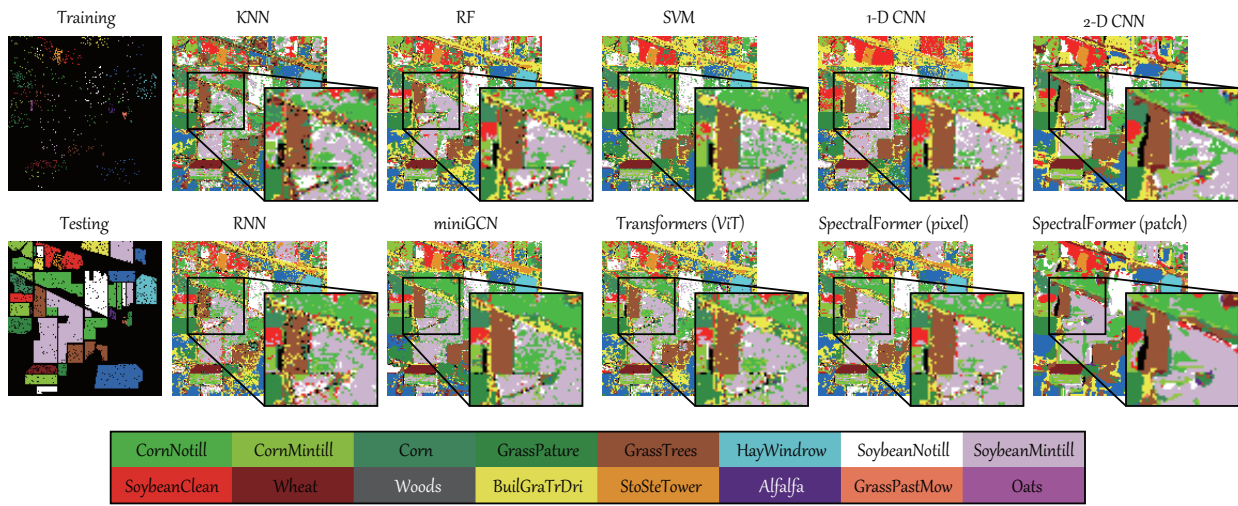 Training KNN RF SVM 1-D CNN 2-D CNN
Testing RNN miniGCN Transformers (ViT) SpectralFormer (pixel) SpectralFormer (patch)
CornNotill CornMintill Corn GrassPature GrassTrees HayWindrow SoybeanNotill SoybeanMintill
SoybeanClean Wheat Woods BuilGraTrDri StoSteTower Alfalfa GrassPastMow Oats